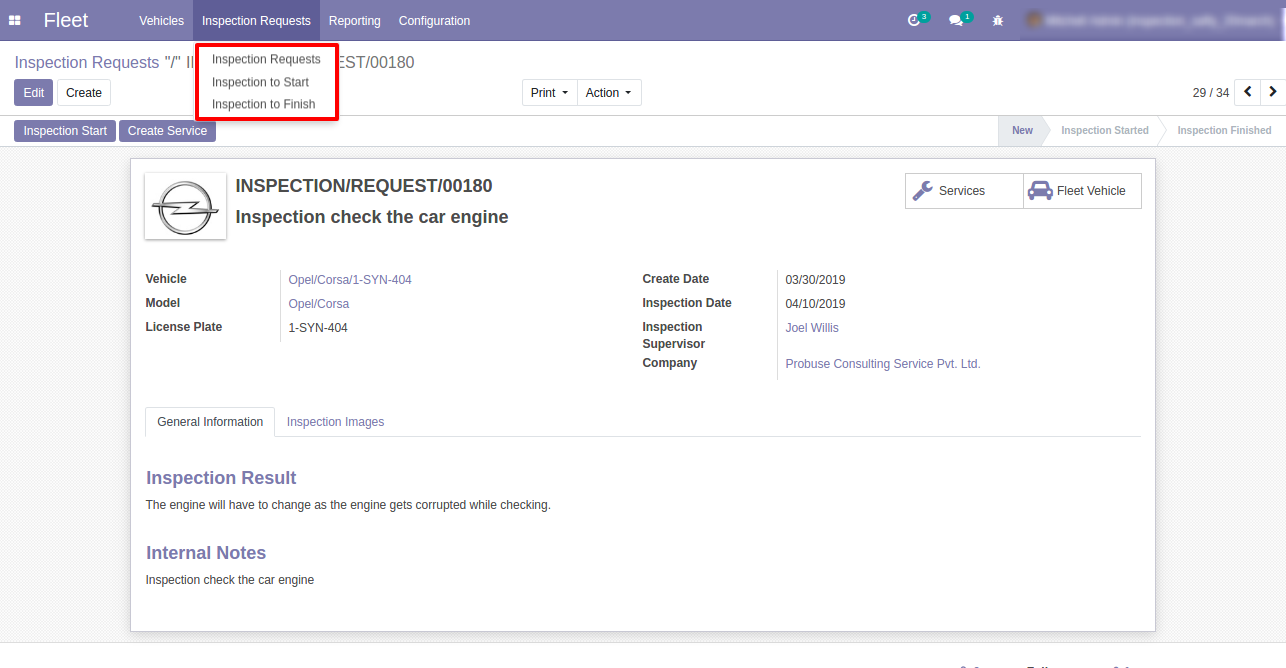 Fleet Vehicles Inspection Requests Reporting Configuration 3 1
Inspection Requests "/" EST/00180
Inspection Requests
Inspection to Start
Inspection to Finish
Edit Create Print Action 29 / 34
Inspection Start Create Service New Inspection Started Inspection Finished
INSPECTION/REQUEST/00180
Inspection check the car engine
Services Fleet Vehicle
Vehicle Opel/Corsa/1-SYN-404
Model Opel/Corsa
License Plate 1-SYN-404
Create Date 03/30/2019
Inspection Date 04/10/2019
Inspection Supervisor Joel Willis
Company Probuse Consulting Service Pvt. Ltd.
General Information Inspection Images
Inspection Result
The engine will have to change as the engine gets corrupted while checking.
Internal Notes
Inspection check the car engine